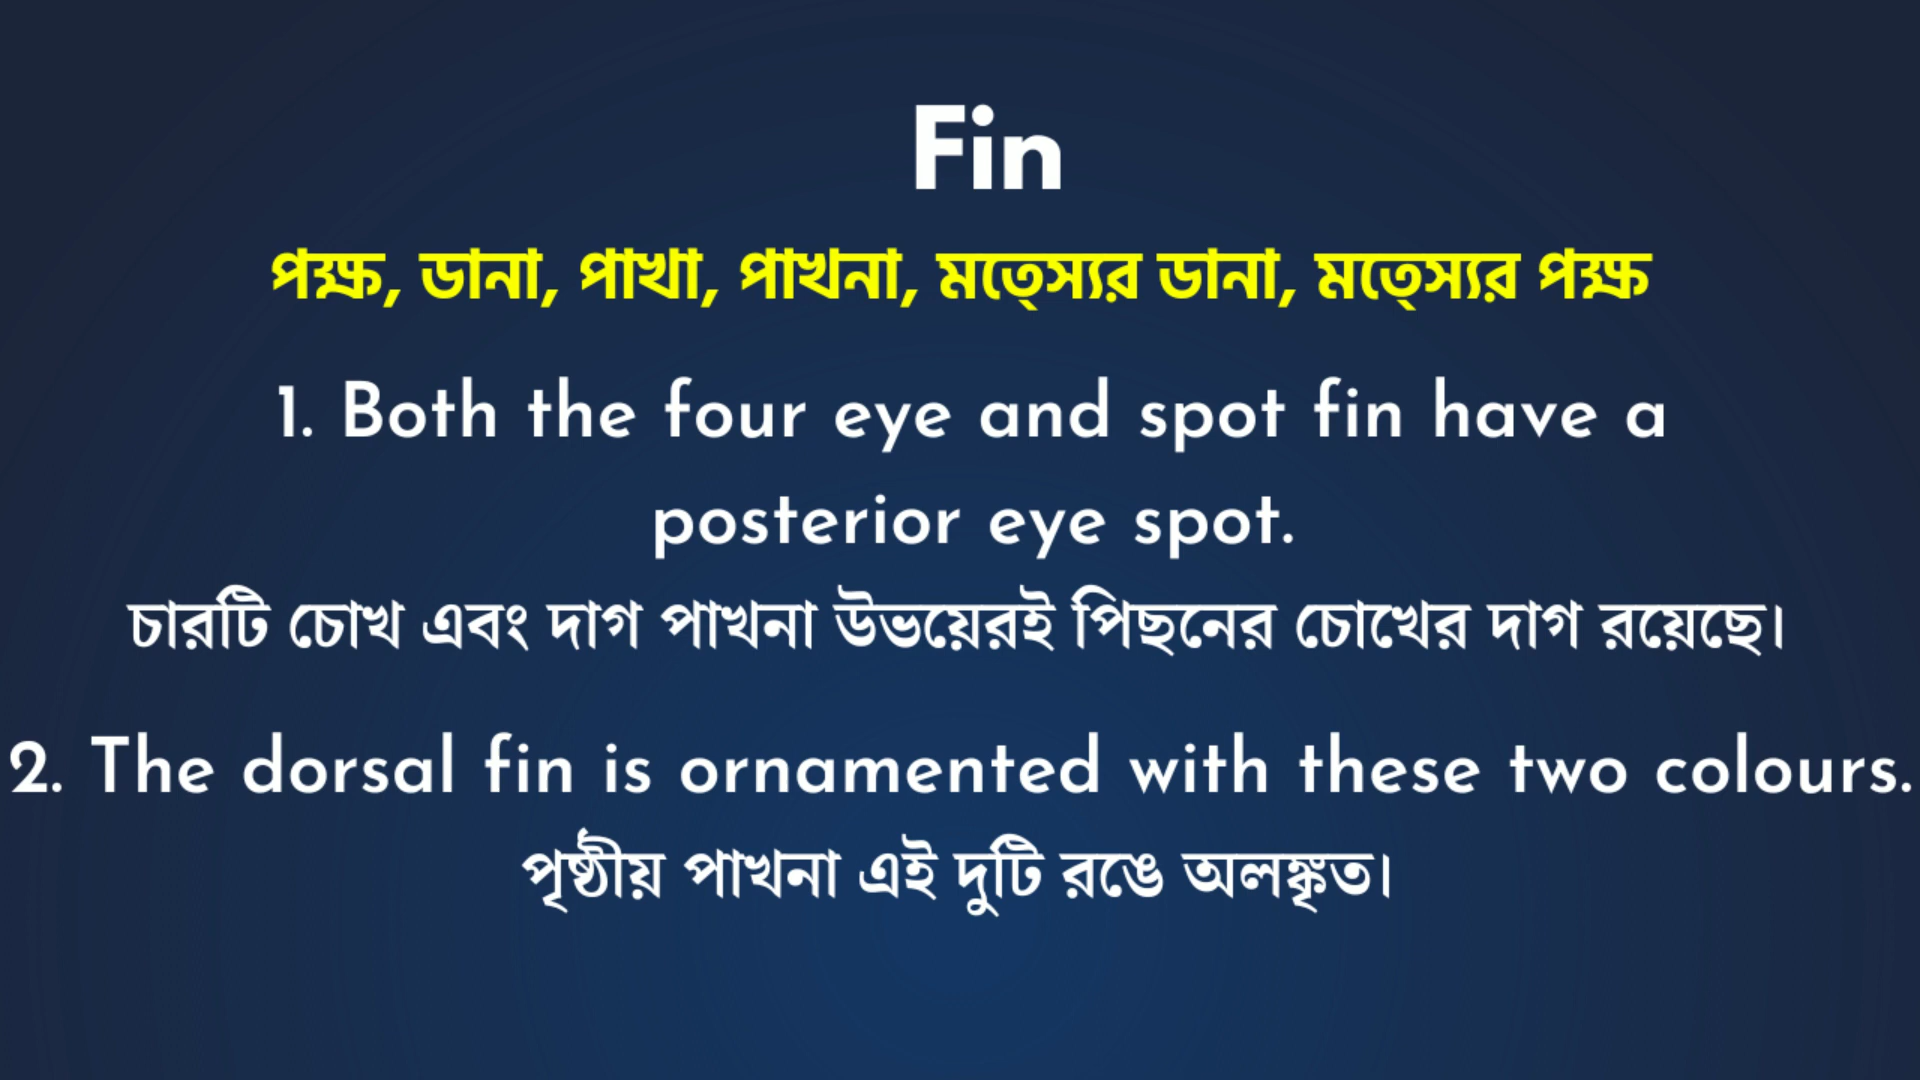 Fin
পক্ষ, ডানা, পাখা, পাখনা, মত্স্যের ডানা, মত্স্যের পক্ষ
1. Both the four eye and spot fin have a
posterior eye spot.
চারটি চোখ এবং দাগ পাখনা উভয়েরই পিছনের চোখের দাগ রয়েছে।
2. The dorsal fin is ornamented with these two colours.
পৃষ্ঠীয় পাখনা এই দুটি রঙে অলঙ্কৃত।